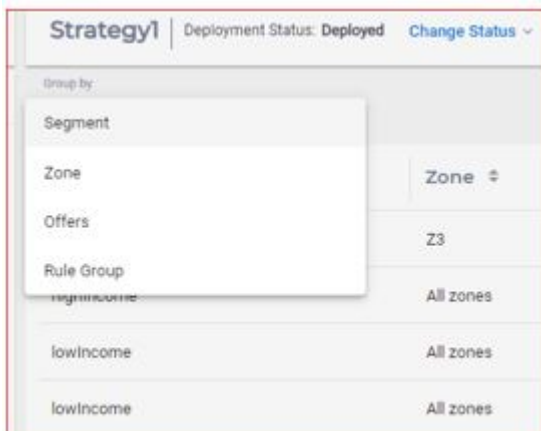 Strategy1 Deployment Status: Deployed Change Status
Group by
Segment
Zone
Offers
Rule Group
Zone
Z3
highIncome All zones
lowIncome All zones
lowIncome All zones